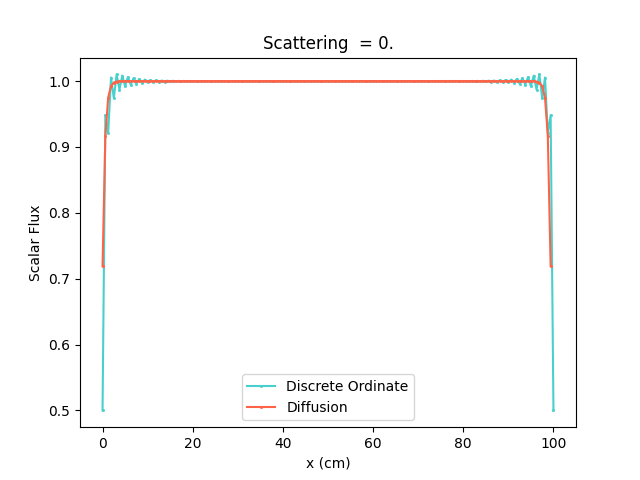 Scattering  = 0.
1.0
0.9
0.8
0.7
0.6
0.5
Scalar Flux
Discrete Ordinate
Diffusion
0 20 40 60 80 100
x (cm)